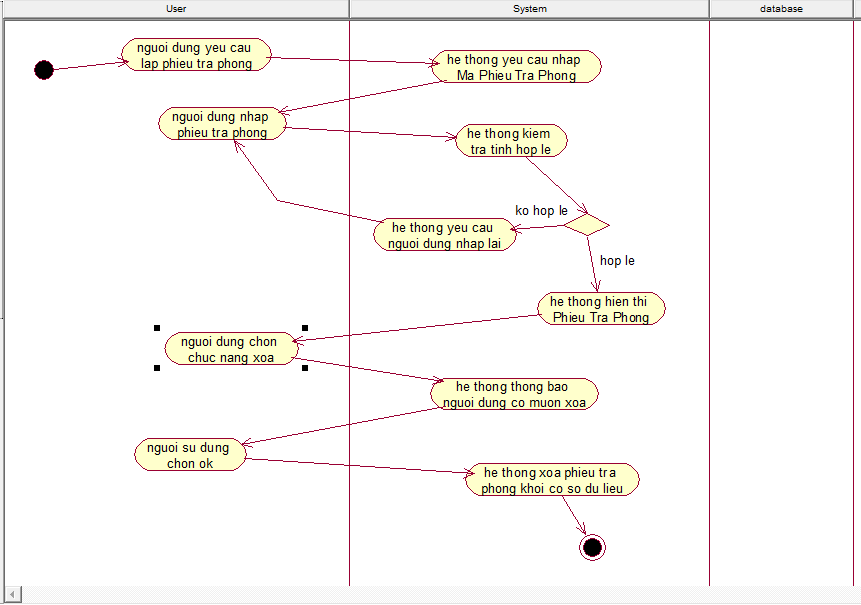 User
System
database
nguoi dung yeu cau
lap phieu tra phong
he thong yeu cau nhap
Ma Phieu Tra Phong
nguoi dung nhap
phieu tra phong
he thong kiem
tra tinh hop le
ko hop le
he thong yeu cau
nguoi dung nhap lai
hop le
he thong hien thi
Phieu Tra Phong
nguoi dung chon
chuc nang xoa
he thong thong bao
nguoi dung co muon xoa
nguoi su dung
chon ok
he thong xoa phieu tra
phong khoi co so du lieu